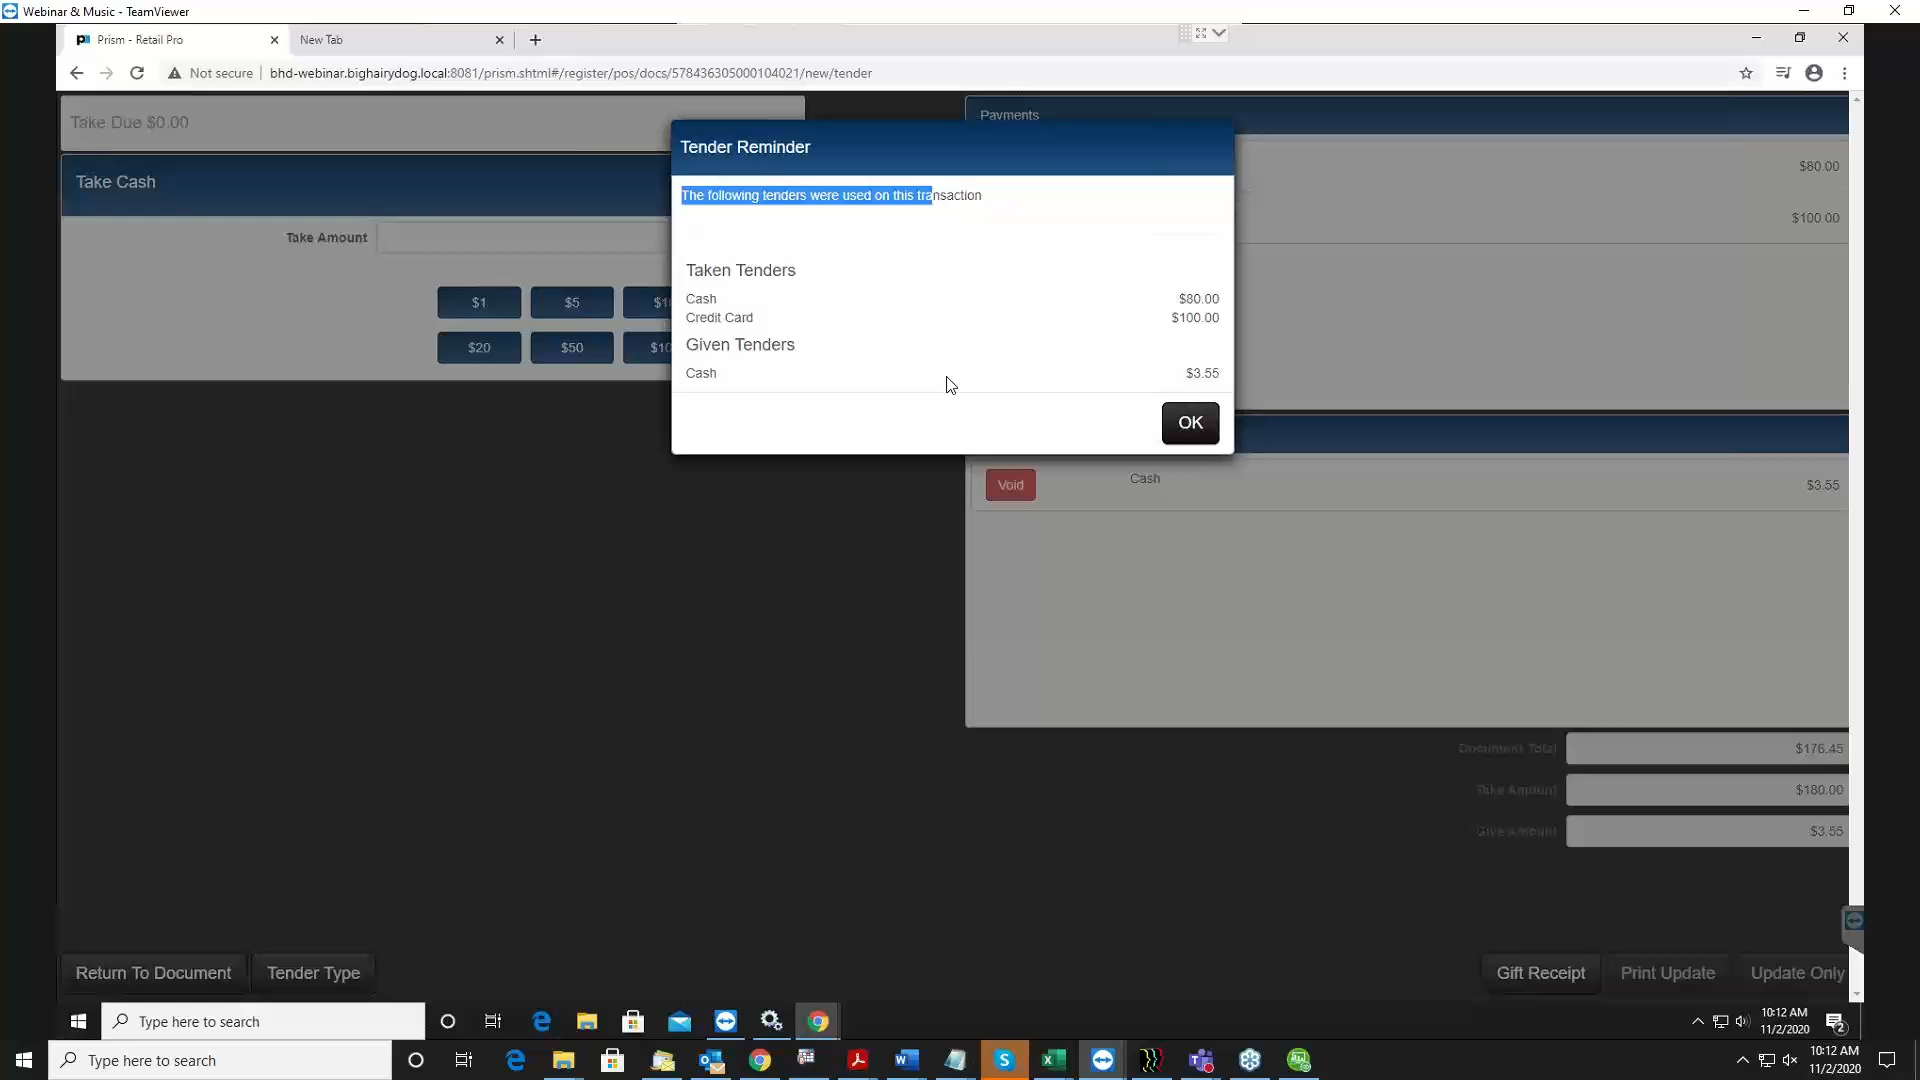 Webinar & Music - TeamViewer
Prism - Retail Pro
New Tab
Not secure
bhd-webinar.bighairydog.local:8081/prism.shtml#/register/pos/docs/578436305000104021/new/tender
Take Due $0.00
Payments
Tender Reminder
$80.00
Take Cash
The following tenders were used on this transaction
$100.00
Take Amount
Taken Tenders
$1
$5
Cash
$80.00
Credit Card
$100.00
$20
$50
Given Tenders
Cash
$3.55
OK
Void
Cash
$3.55
Document Total
$176.45
Take Amount
$180.00
Give Amount
$3.55
Return To Document
Tender Type
Gift Receipt
Print Update
Update Only
Type here to search
10:12 AM
11/2/2020
2
Type here to search
10:12 AM
11/2/2020